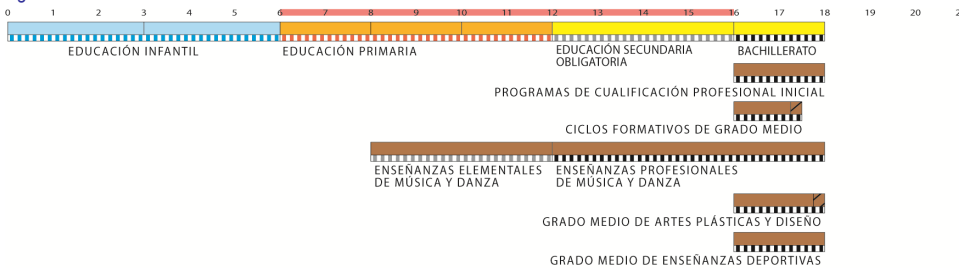 0 1 2 3 4 5 6 7 8 9 10 11 12 13 14 15 16 17 18 19 20
EDUCACIÓN INFANTIL
EDUCACIÓN PRIMARIA
EDUCACIÓN SECUNDARIA
OBLIGATORIA
BACHILLERATO
PROGRAMAS DE CUALIFICACIÓN PROFESIONAL INICIAL
CICLOS FORMATIVOS DE GRADO MEDIO
ENSEÑANZAS ELEMENTALES
DE MÚSICA Y DANZA
ENSEÑANZAS PROFESIONALES
DE MÚSICA Y DANZA
GRADO MEDIO DE ARTES PLÁSTICAS Y DISEÑO
GRADO MEDIO DE ENSEÑANZAS DEPORTIVAS